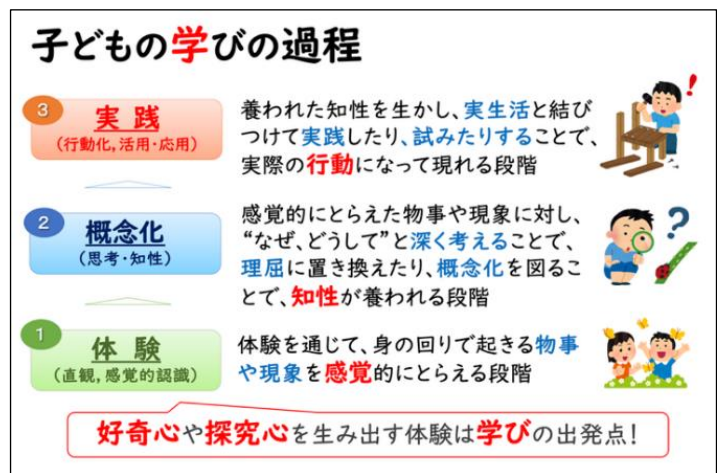 子どもの学びの過程
3
実践
(行動化,活用・応用)
養われた知性を生かし、実生活と結び
つけて実践したり、試みたりすることで、
実際の行動になって現れる段階
!
2
概念化
(思考・知性)
感覚的にとらえた物事や現象に対し、
“なぜ、どうして”と深く考えることで、
理屈に置き換えたり、概念化を図るこ
とで、知性が養われる段階
?
1
体験
(直観,感覚的認識)
体験を通じて、身の回りで起きる物事
や現象を感覚的にとらえる段階
好奇心や探究心を生み出す体験は学びの出発点!